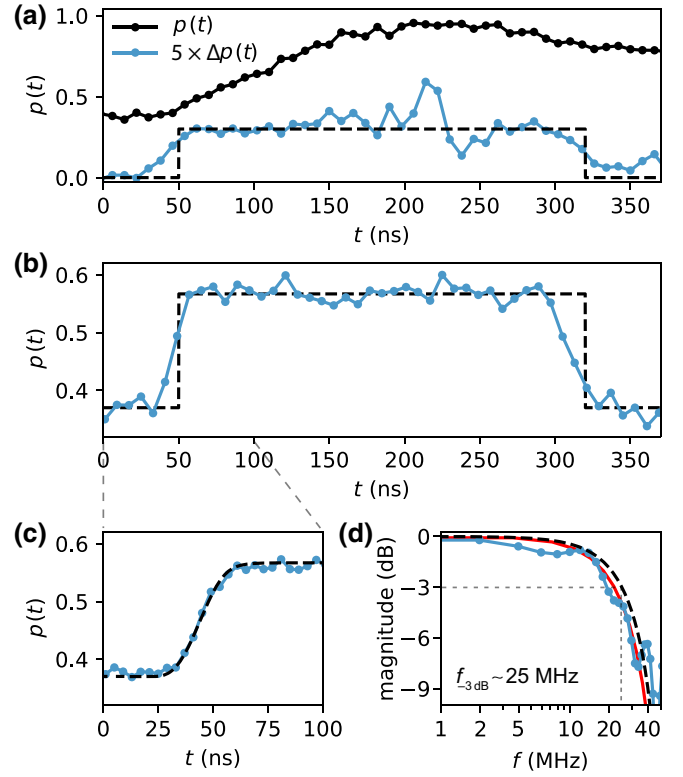 (a)
p(t)
5 × Δp(t)
p(t)
1.0
0.5
0.0
0 50 100 150 200 250 300 350
t (ns)
(b)
p(t)
0.6
0.5
0.4
0 50 100 150 200 250 300 350
t (ns)
(c)
p(t)
0.6
0.5
0.4
0 25 50 75 100
t (ns)
(d)
magnitude (dB)
0
−3
−6
−9
f−3 dB ~ 25 MHz
1 2 5 10 20 40
f (MHz)